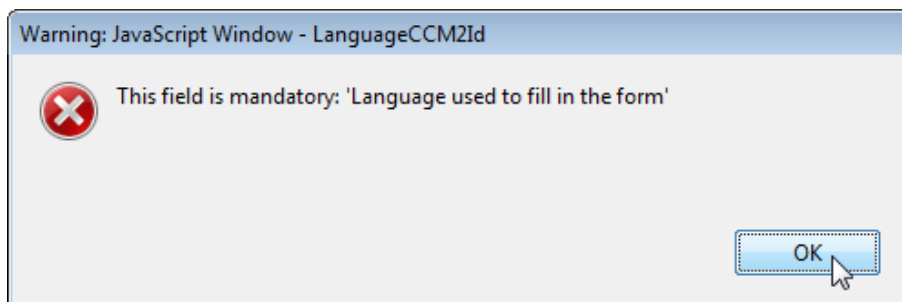 Warning: JavaScript Window - LanguageCCM2Id
This field is mandatory: 'Language used to fill in the form'
OK